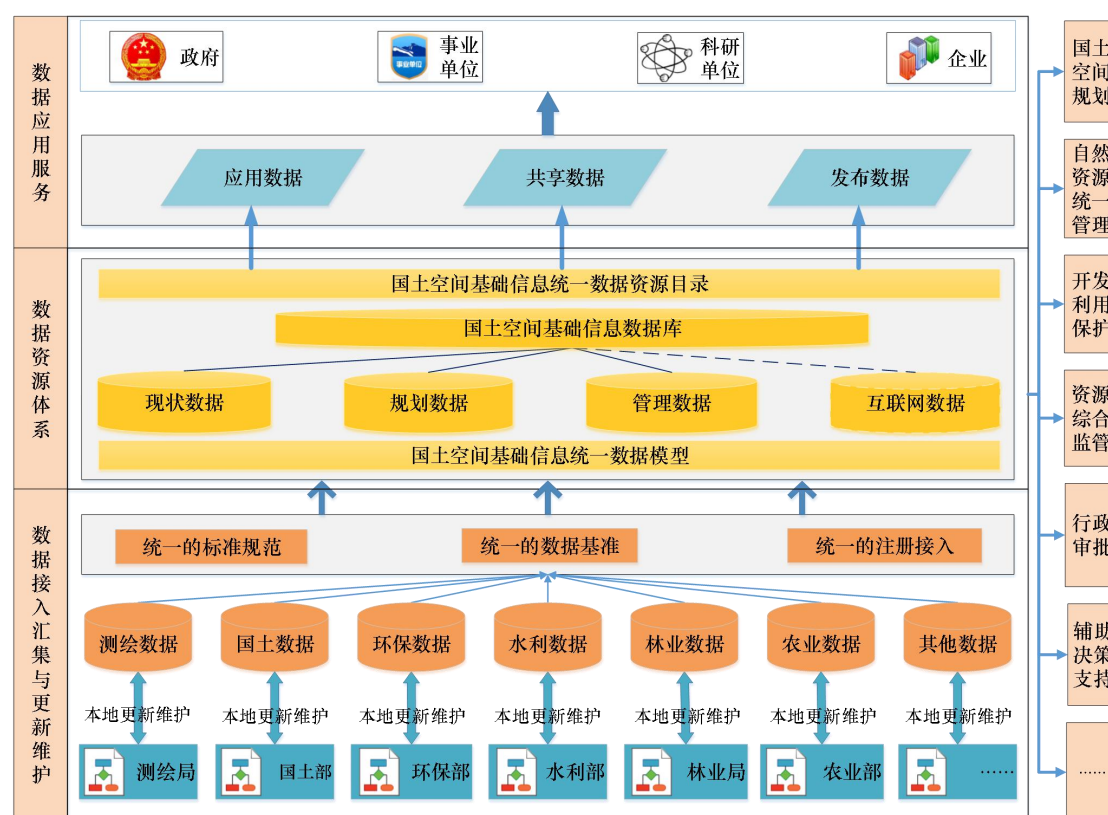 数据应用服务
政府
事业
单位
事业单位
科研
单位
企业
应用数据
共享数据
发布数据
数据资源体系
国土空间基础信息统一数据资源目录
国土空间基础信息数据库
现状数据
规划数据
管理数据
互联网数据
国土空间基础信息统一数据模型
数据接入汇集与更新维护
统一的标准规范
统一的数据基准
统一的注册接入
测绘数据
国土数据
环保数据
水利数据
林业数据
农业数据
其他数据
本地更新维护
本地更新维护
本地更新维护
本地更新维护
本地更新维护
本地更新维护
本地更新维护
测绘局
国土部
环保部
水利部
林业局
农业部
……
国土
空间
规划
自然
资源
统一
管理
开发
利用
保护
资源
综合
监管
行政
审批
辅助
决策
支持
……